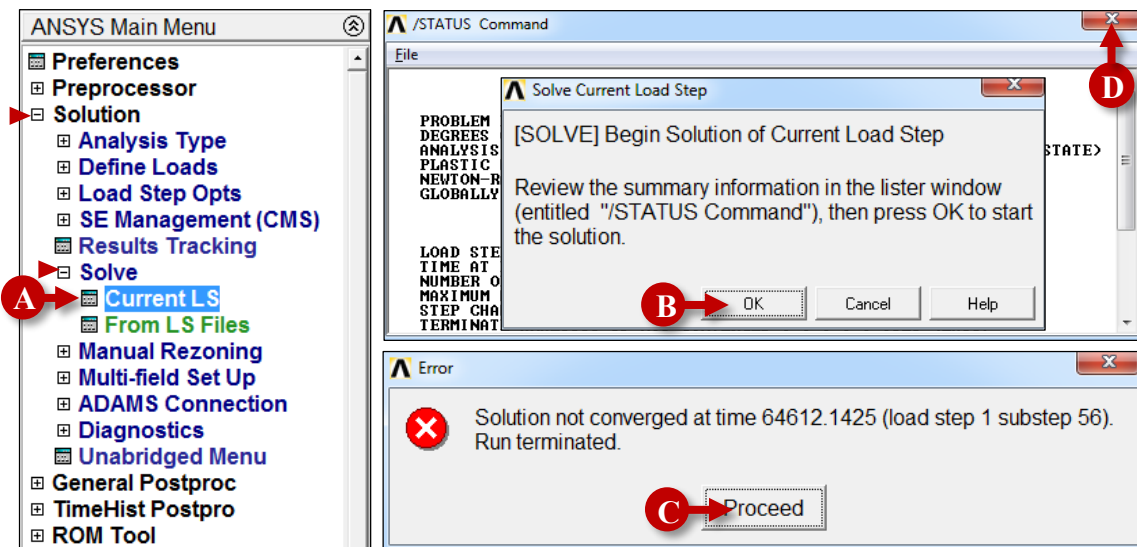 ANSYS Main Menu
Preferences
Preprocessor
Solution
Analysis Type
Define Loads
Load Step Opts
SE Management (CMS)
Results Tracking
Solve
A
Current LS
From LS Files
Manual Rezoning
Multi-field Set Up
ADAMS Connection
Diagnostics
Unabridged Menu
General Postproc
TimeHist Postpro
ROM Tool
/STATUS Command
File
D
PROBLEM
DEGREES
ANALYSIS STATE>
PLASTIC
NEWTON-R
GLOBALLY
LOAD STE
TIME AT
NUMBER O
MAXIMUM
STEP CHA
TERMINAT
Solve Current Load Step
[SOLVE] Begin Solution of Current Load Step
Review the summary information in the lister window
(entitled "/STATUS Command"), then press OK to start
the solution.
B OK Cancel Help
Error
Solution not converged at time 64612.1425 (load step 1 substep 56).
Run terminated.
C Proceed